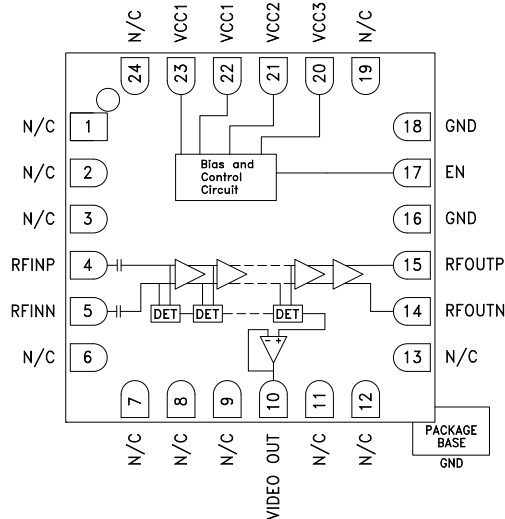 N/C VCC1 VCC1 VCC2 VCC3 N/C
24 23 22 21 20 19
N/C 1
18 GND
N/C 2
Bias and
Control
Circuit
17 EN
N/C 3
16 GND
RFINP 4
15 RFOUTP
RFINN 5
DET DET DET
14 RFOUTN
- +
N/C 6
13 N/C
7 8 9 10 11 12
N/C N/C N/C VIDEO OUT N/C N/C
PACKAGE
BASE
GND